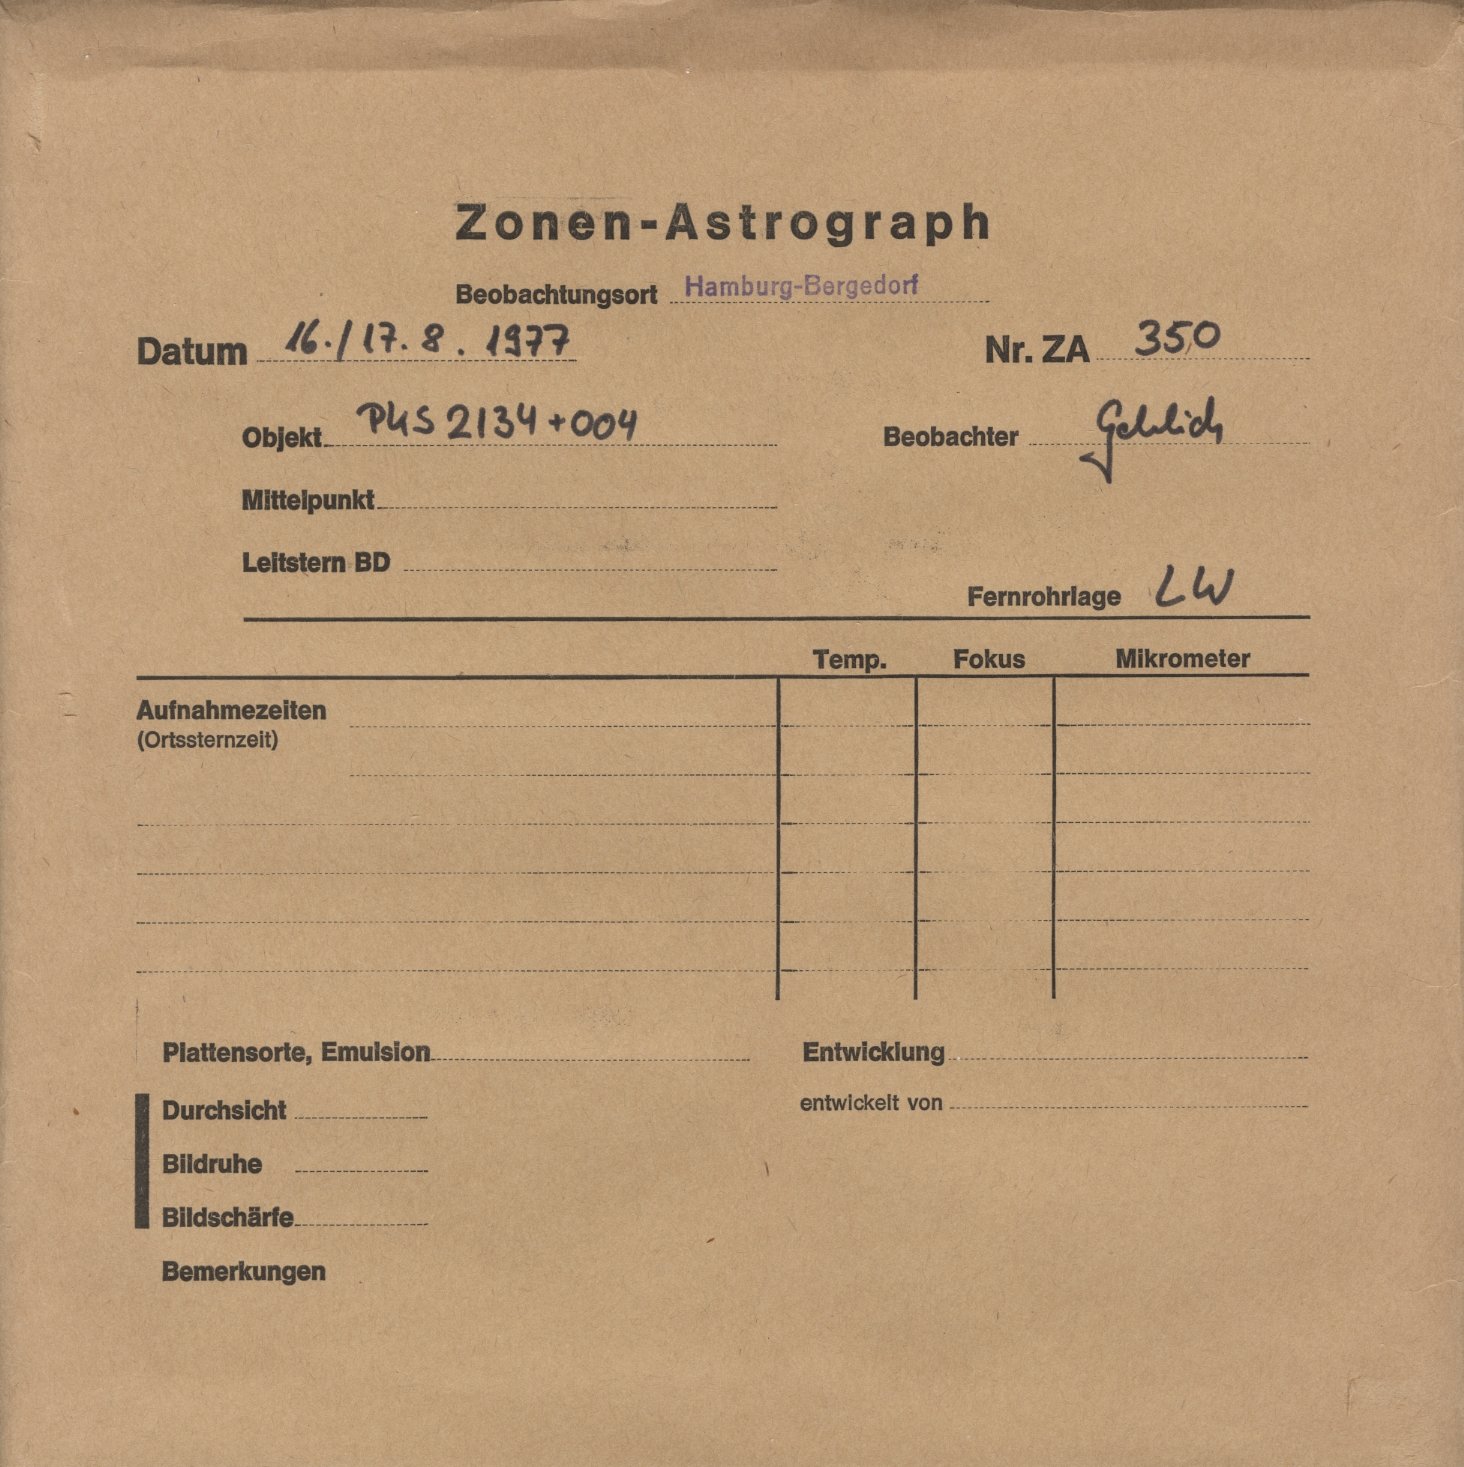 Zonen-Astrograph
Beobachtungsort Hamburg-Bergedorf
Datum 16./17.8.1977 Nr. ZA 350
Objekt PKS 2134+004 Beobachter Gehlich
Mittelpunkt
Leitstern BD
Fernrohrlage LW
Temp. Fokus Mikrometer
Aufnahmezeiten
(Ortssternzeit)
Plattensorte, Emulsion Entwicklung
Durchsicht entwickelt von
Bildruhe
Bildschärfe
Bemerkungen